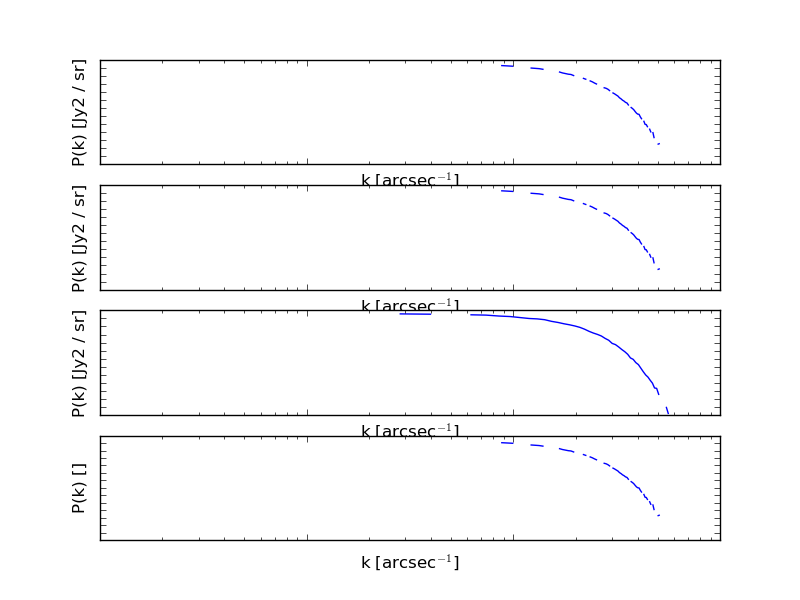 P(k) [Jy2 / sr]
k [arcsec⁻¹]
P(k) [Jy2 / sr]
k [arcsec⁻¹]
P(k) [Jy2 / sr]
k [arcsec⁻¹]
P(k) []
k [arcsec⁻¹]